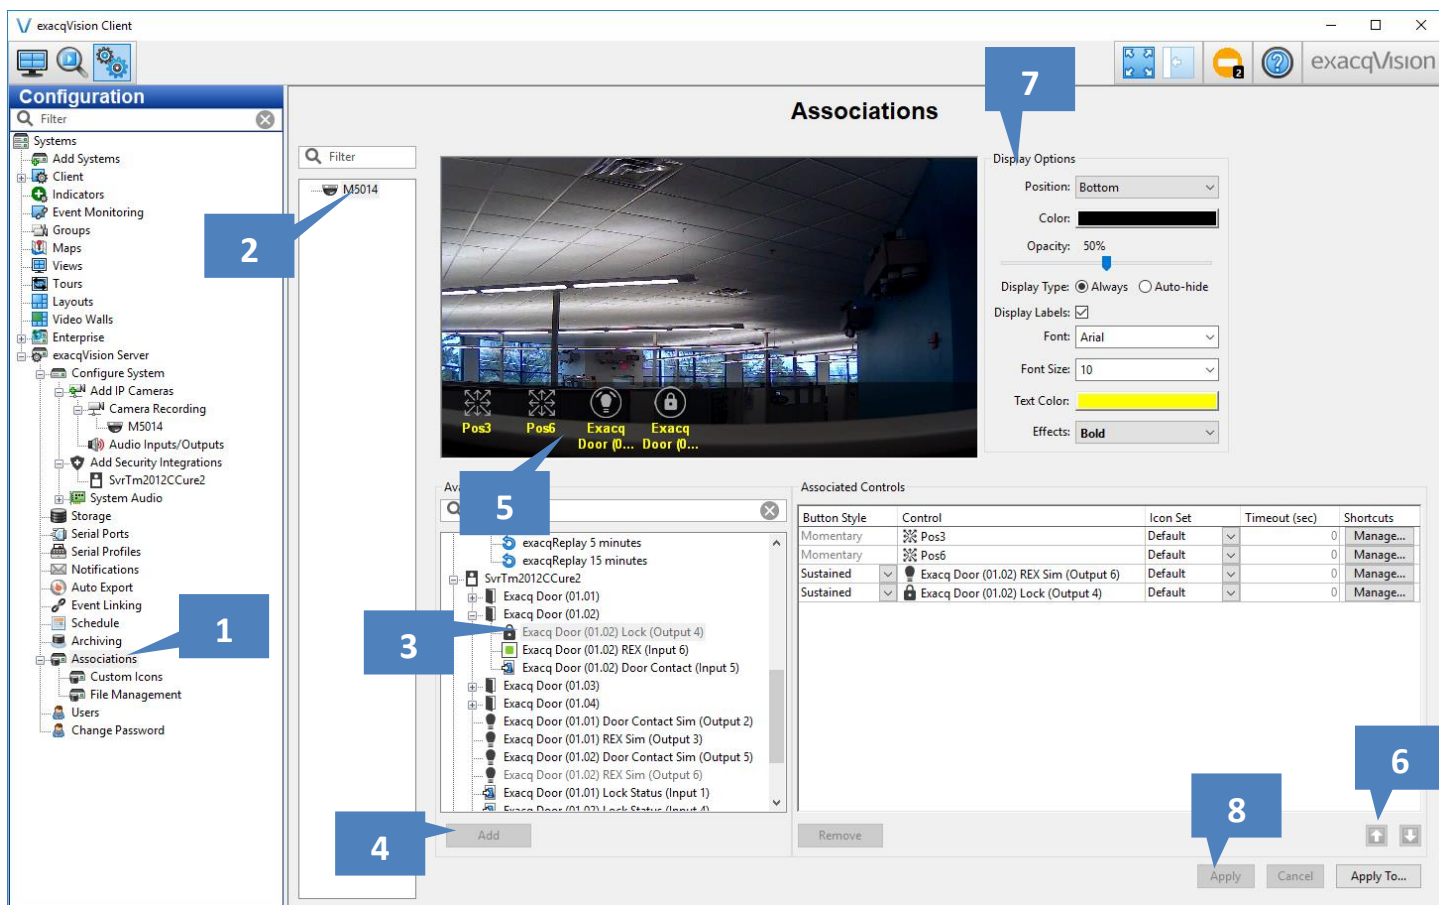 exacqVision Client
2
exacqVision
Configuration
Filter
Systems
Add Systems
Client
Indicators
Event Monitoring
Groups
Maps
Views
Tours
Layouts
Video Walls
Enterprise
exacqVision Server
Configure System
Add IP Cameras
Camera Recording
M5014
Audio Inputs/Outputs
Add Security Integrations
SvrTm2012CCure2
System Audio
Storage
Serial Ports
Serial Profiles
Notifications
Auto Export
Event Linking
Schedule
Archiving
Associations
Custom Icons
File Management
Users
Change Password
1
Associations
Filter
M5014
2
Pos3 Pos6 Exacq Exacq
Door (0... Door (0...
7
Display Options
Position: Bottom
Color:
Opacity: 50%
Display Type: Always Auto-hide
Display Labels:
Font: Arial
Font Size: 10
Text Color:
Effects: Bold
5
exacqReplay 5 minutes
exacqReplay 15 minutes
SvrTm2012CCure2
Exacq Door (01.01)
Exacq Door (01.02)
Exacq Door (01.02) Lock (Output 4)
Exacq Door (01.02) REX (Input 6)
Exacq Door (01.02) Door Contact (Input 5)
Exacq Door (01.03)
Exacq Door (01.04)
Exacq Door (01.01) Door Contact Sim (Output 2)
Exacq Door (01.01) REX Sim (Output 3)
Exacq Door (01.02) Door Contact Sim (Output 5)
Exacq Door (01.02) REX Sim (Output 6)
Exacq Door (01.01) Lock Status (Input 1)
Exacq Door (01.02) Lock Status (Input 4)
3
4
Add
Associated Controls
Button Style Control Icon Set Timeout (sec) Shortcuts
Momentary Pos3 Default 0 Manage...
Momentary Pos6 Default 0 Manage...
Sustained Exacq Door (01.02) REX Sim (Output 6) Default 0 Manage...
Sustained Exacq Door (01.02) Lock (Output 4) Default 0 Manage...
6
8
Remove
Apply Cancel Apply To...